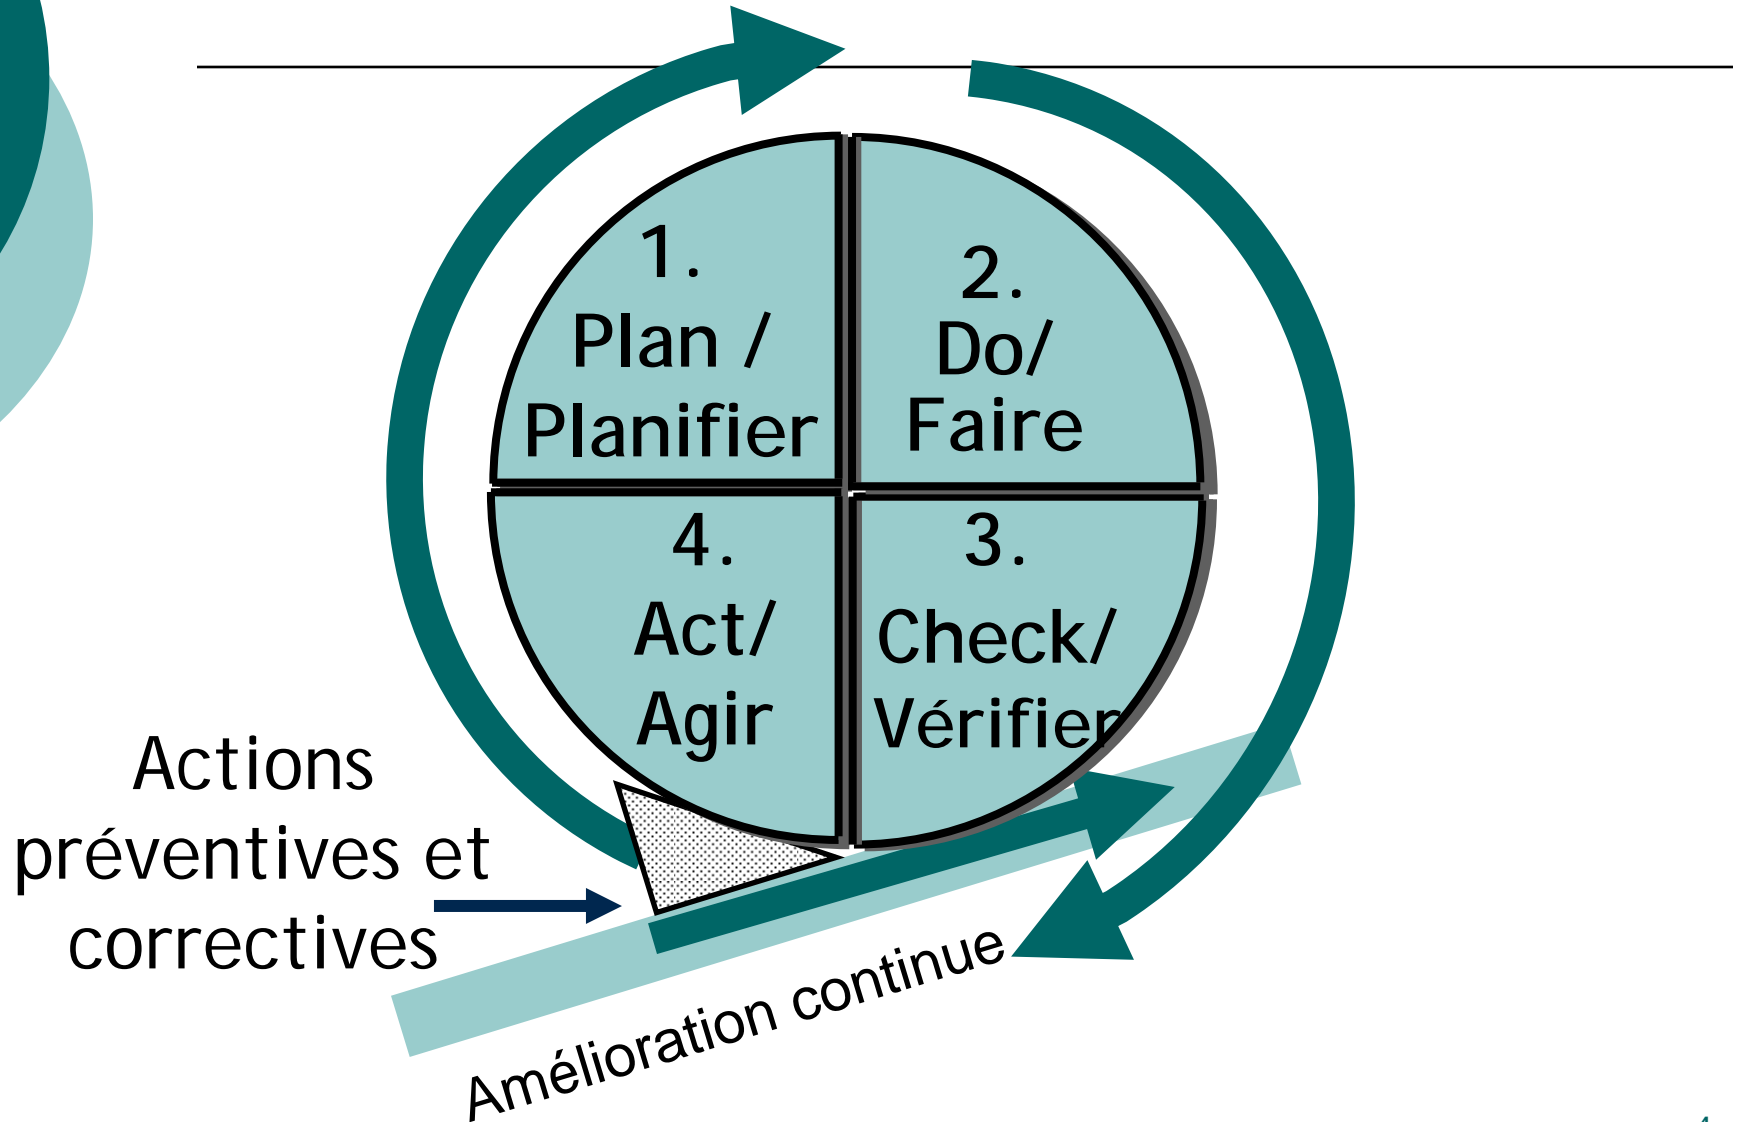 1.
Plan /
Planifier
2.
Do/
Faire
3.
Check/
Vérifier
4.
Act/
Agir
Actions
préventives et
correctives
Amélioration continue